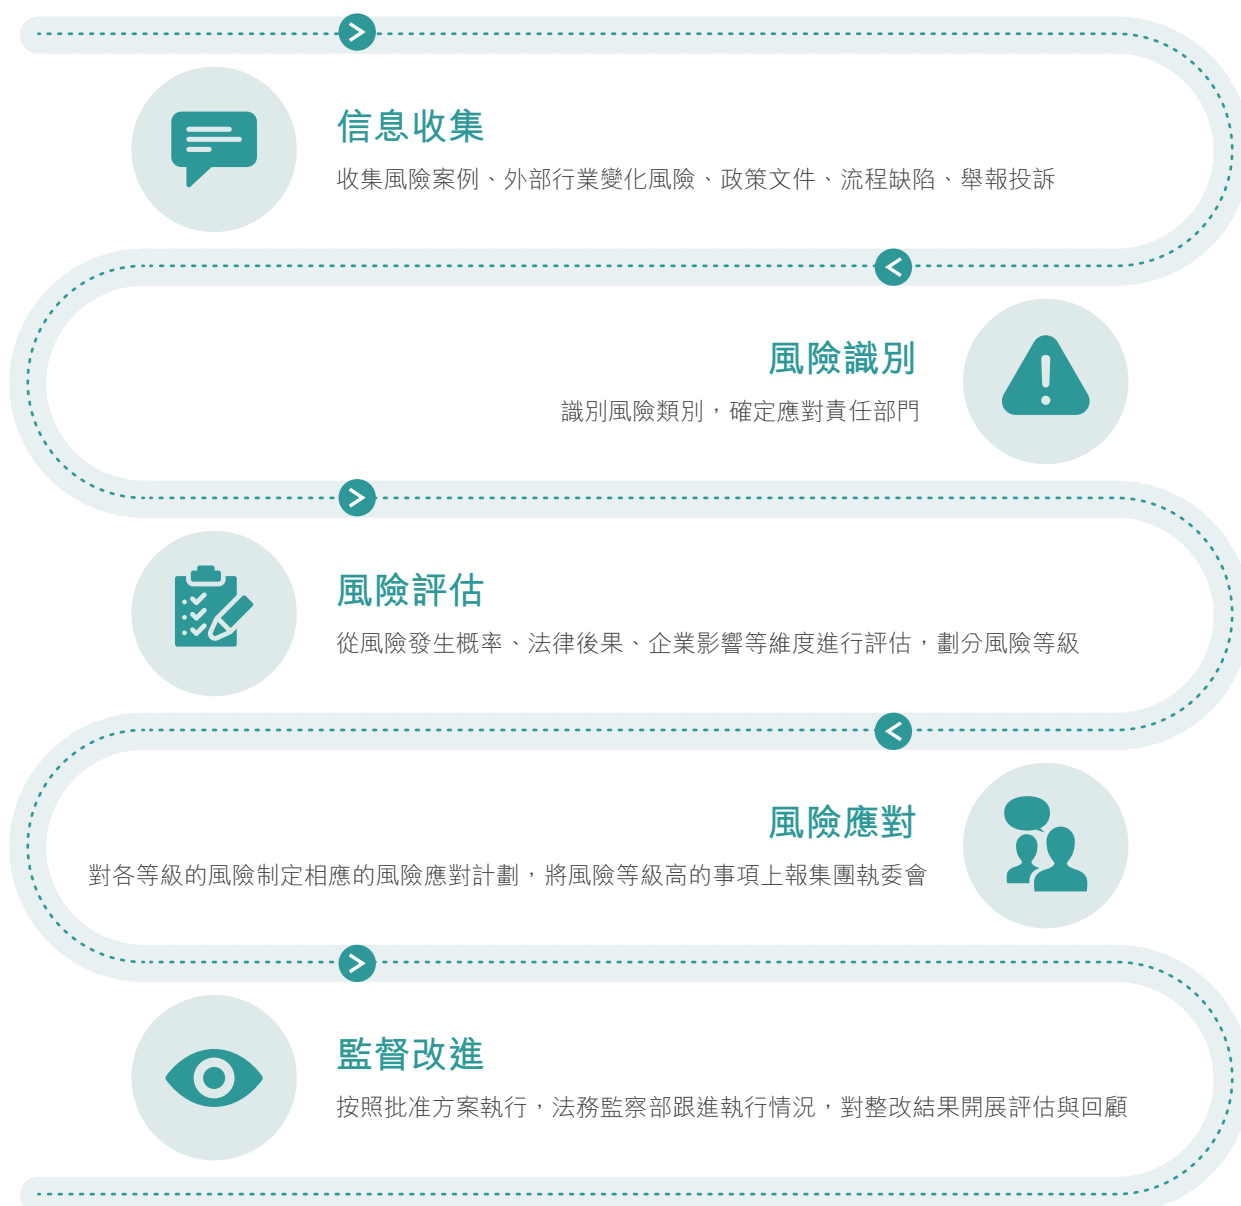 信息收集
收集風險案例、外部行業變化風險、政策文件、流程缺陷、舉報投訴
風險識別
識別風險類別，確定應對責任部門
風險評估
從風險發生概率、法律後果、企業影響等維度進行評估，劃分風險等級
風險應對
對各等級的風險制定相應的風險應對計劃，將風險等級高的事項上報集團執委會
監督改進
按照批准方案執行，法務監察部跟進執行情況，對整改結果開展評估與回顧